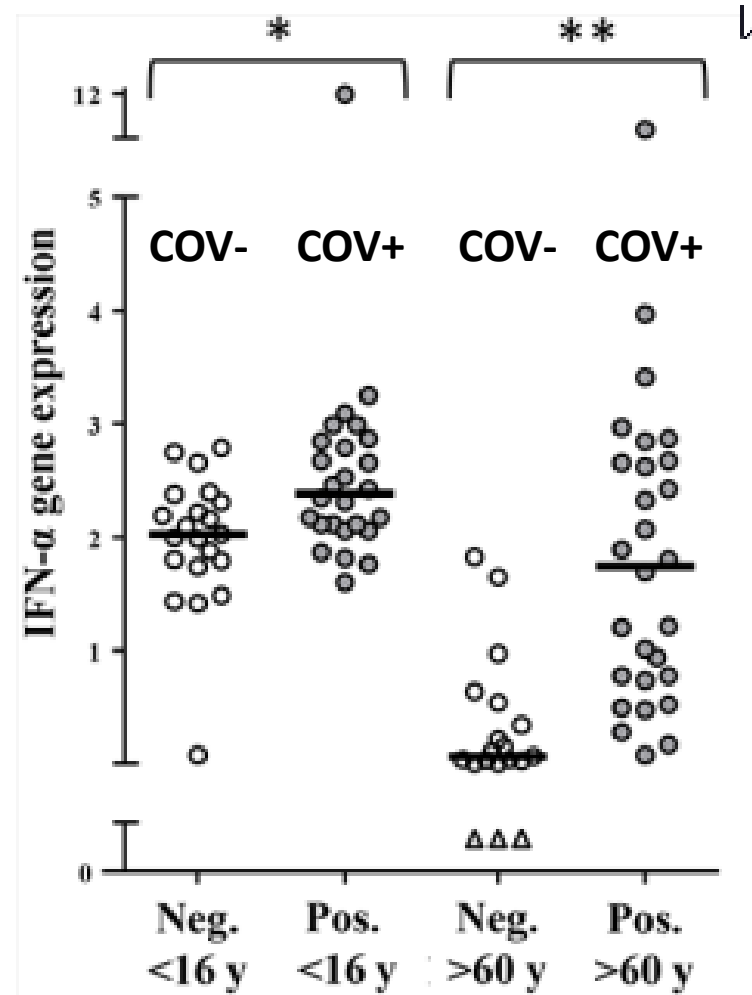 * **
12
5
COV- COV+ COV- COV+
4
3
2
1
0
IFN-α gene expression
Neg. Pos. Neg. Pos.
<16 y <16 y >60 y >60 y